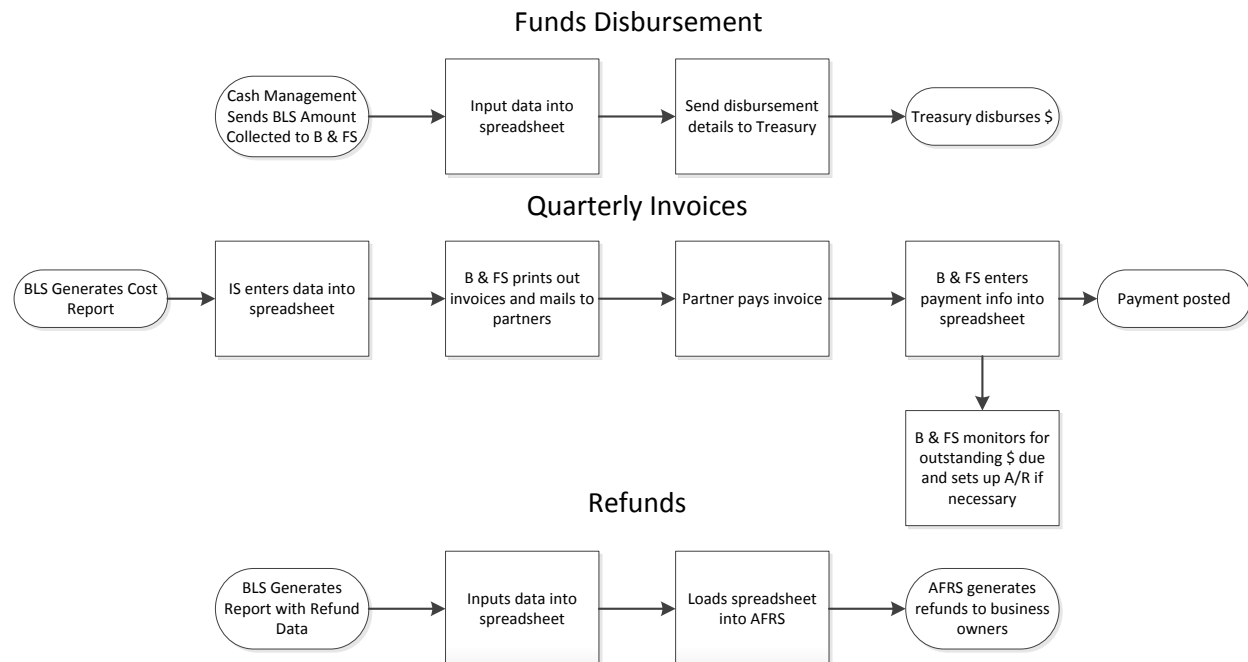 Funds Disbursement
Cash Management
Sends BLS Amount
Collected to B & FS
Input data into
spreadsheet
Send disbursement
details to Treasury
Treasury disburses $
Quarterly Invoices
BLS Generates Cost
Report
IS enters data into
spreadsheet
B & FS prints out
invoices and mails to
partners
Partner pays invoice
B & FS enters
payment info into
spreadsheet
Payment posted
B & FS monitors for
outstanding $ due
and sets up A/R if
necessary
Refunds
BLS Generates
Report with Refund
Data
Inputs data into
spreadsheet
Loads spreadsheet
into AFRS
AFRS generates
refunds to business
owners